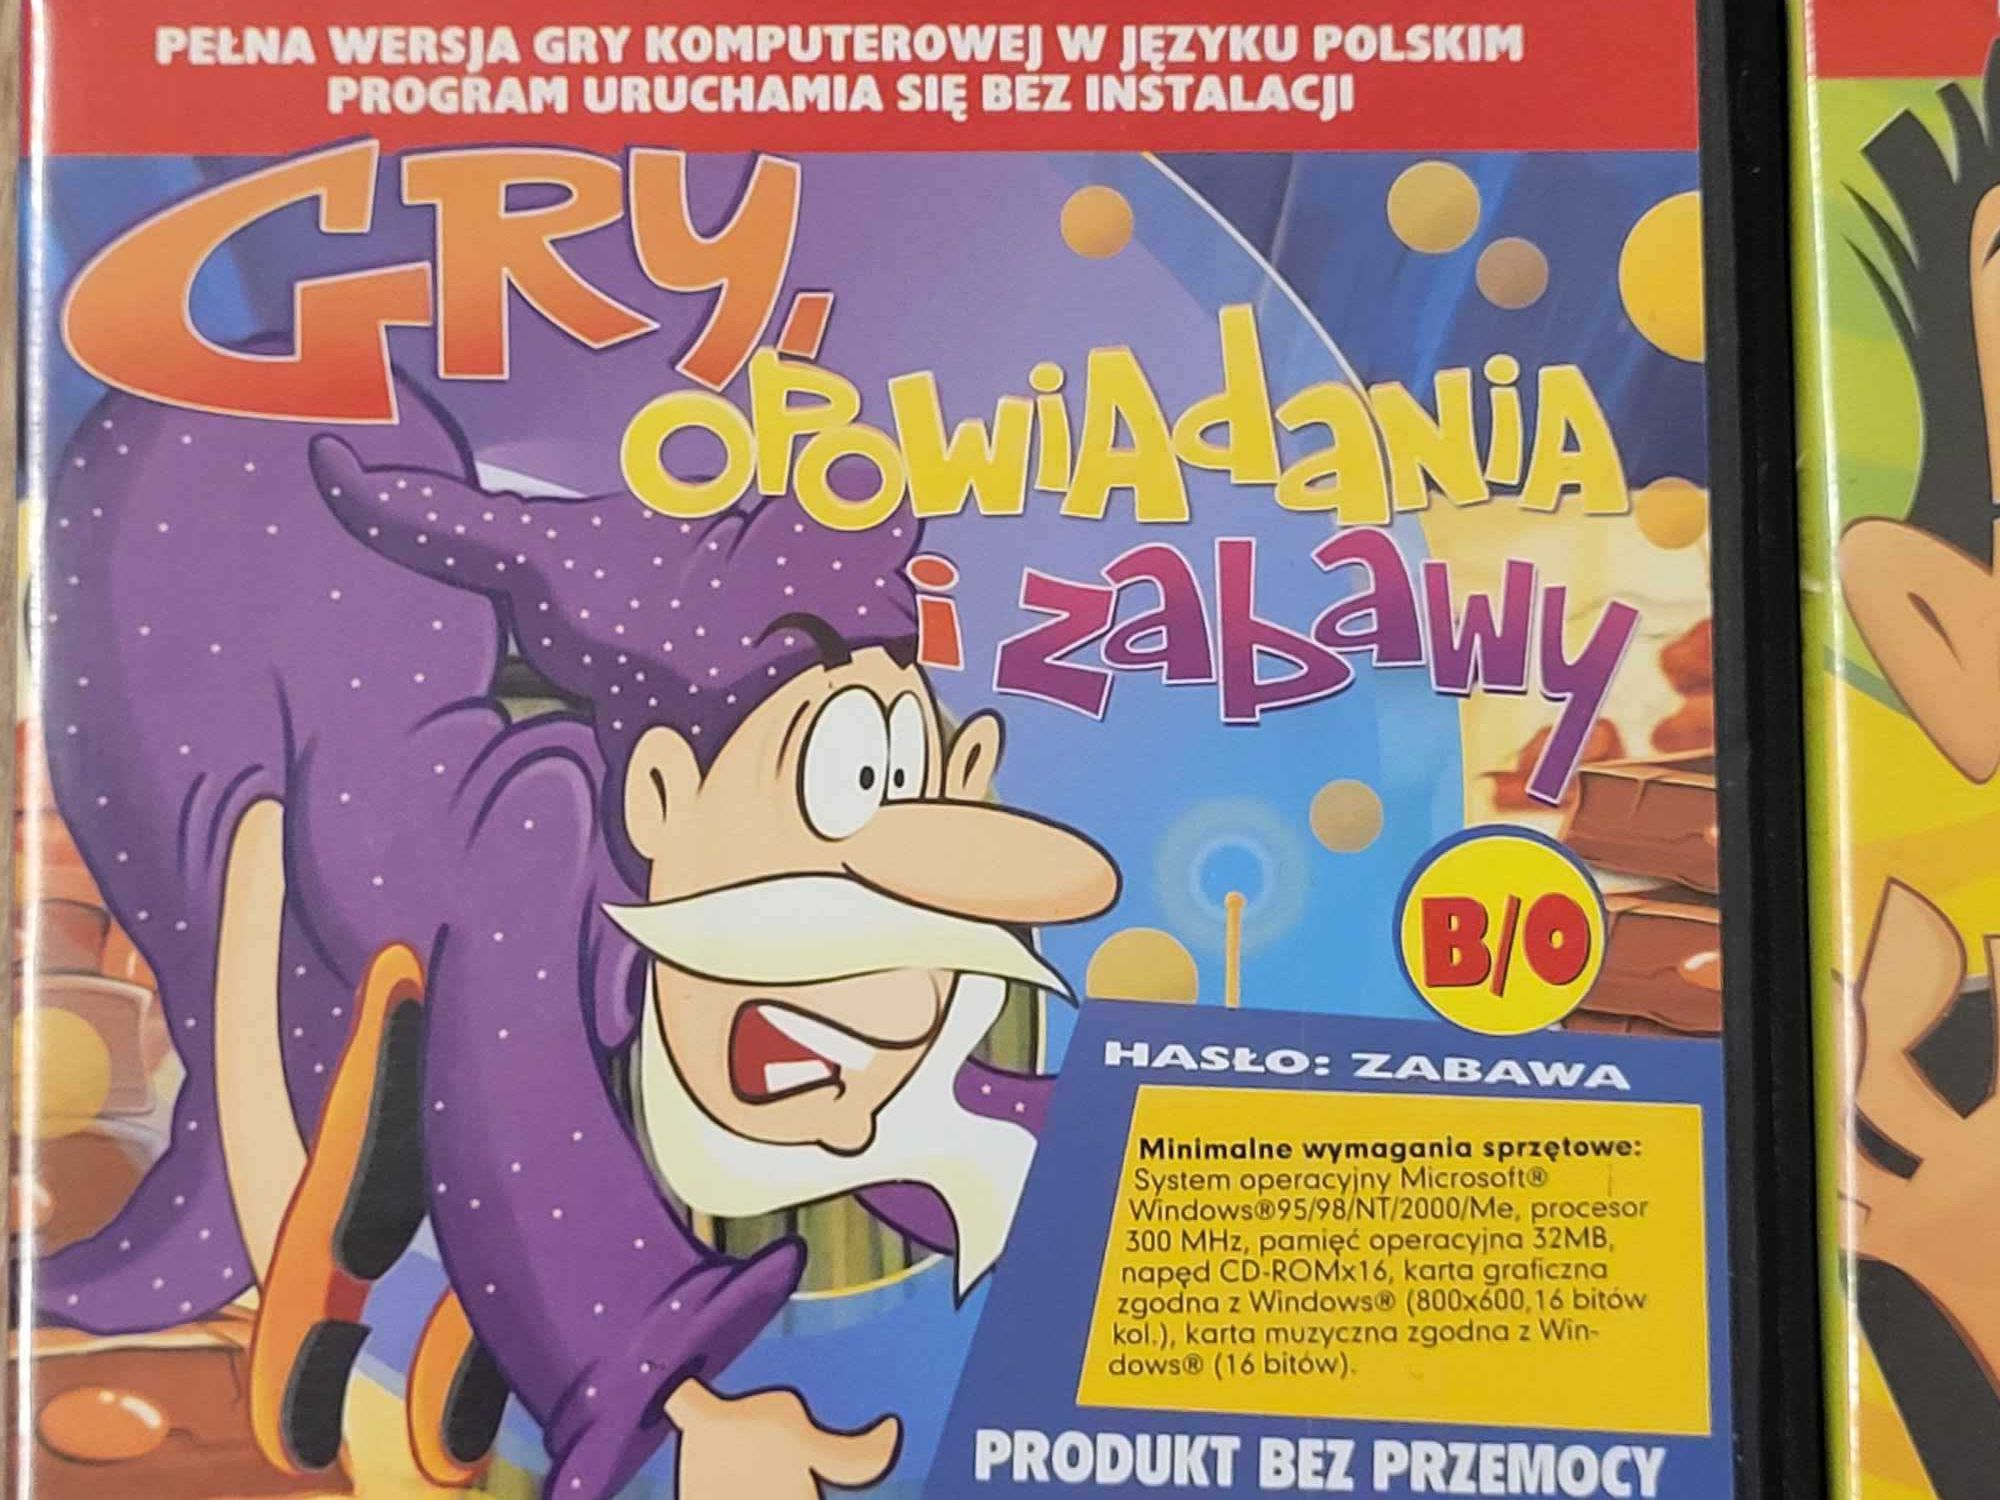 PEŁNA WERSJA GRY KOMPUTEROWEJ W JĘZYKU POLSKIM
PROGRAM URUCHAMIA SIĘ BEZ INSTALACJI
GRY,
OPOWIAdaNiA
i zabawy
B/O
HASŁO: ZABAWA
Minimalne wymagania sprzętowe:
System operacyjny Microsoft®
Windows®95/98/NT/2000/Me, procesor
300 MHz, pamięć operacyjna 32MB,
napęd CD-ROMx16, karta graficzna
zgodna z Windows® (800x600,16 bitów
kol.), karta muzyczna zgodna z Win-
dows® (16 bitów).
PRODUKT BEZ PRZEMOCY